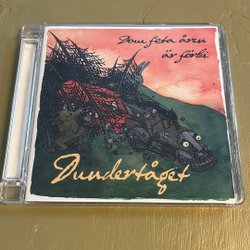 Dom feta åren
är förbi
Dundertåget